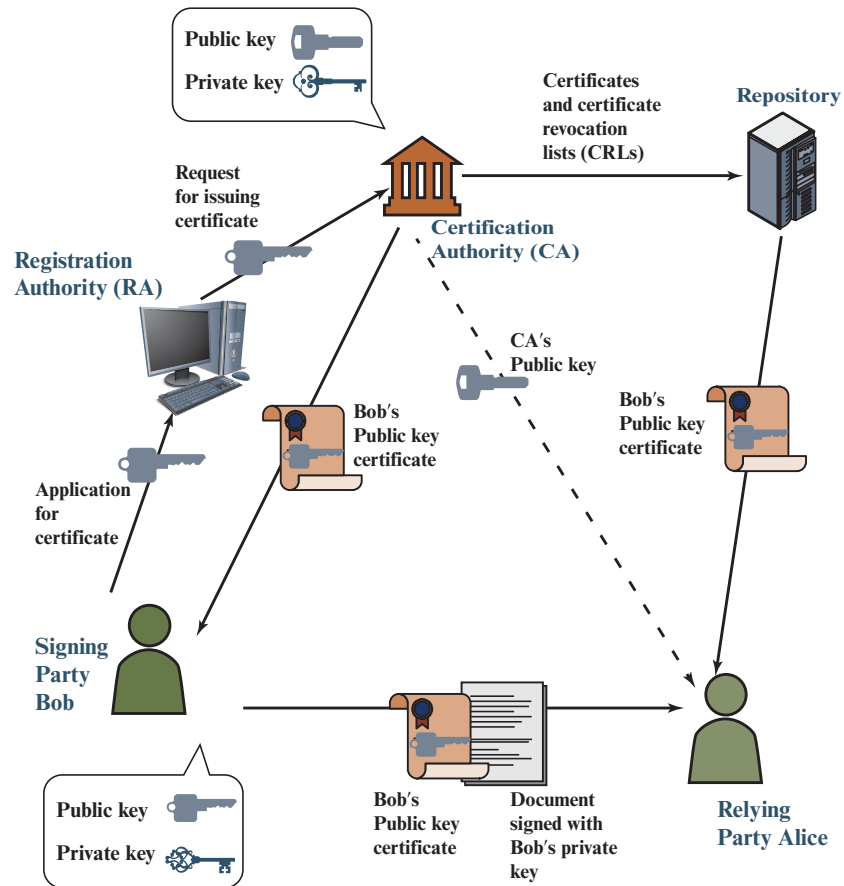 Public key
Private key
Certificates
and certificate
revocation
lists (CRLs)
Repository
Request
for issuing
certificate
Certification
Authority (CA)
Registration
Authority (RA)
CA's
Public key
Bob's
Public key
certificate
Bob's
Public key
certificate
Application
for
certificate
Signing
Party
Bob
Public key
Private key
Bob's
Public key
certificate
Document
signed with
Bob's private
key
Relying
Party Alice